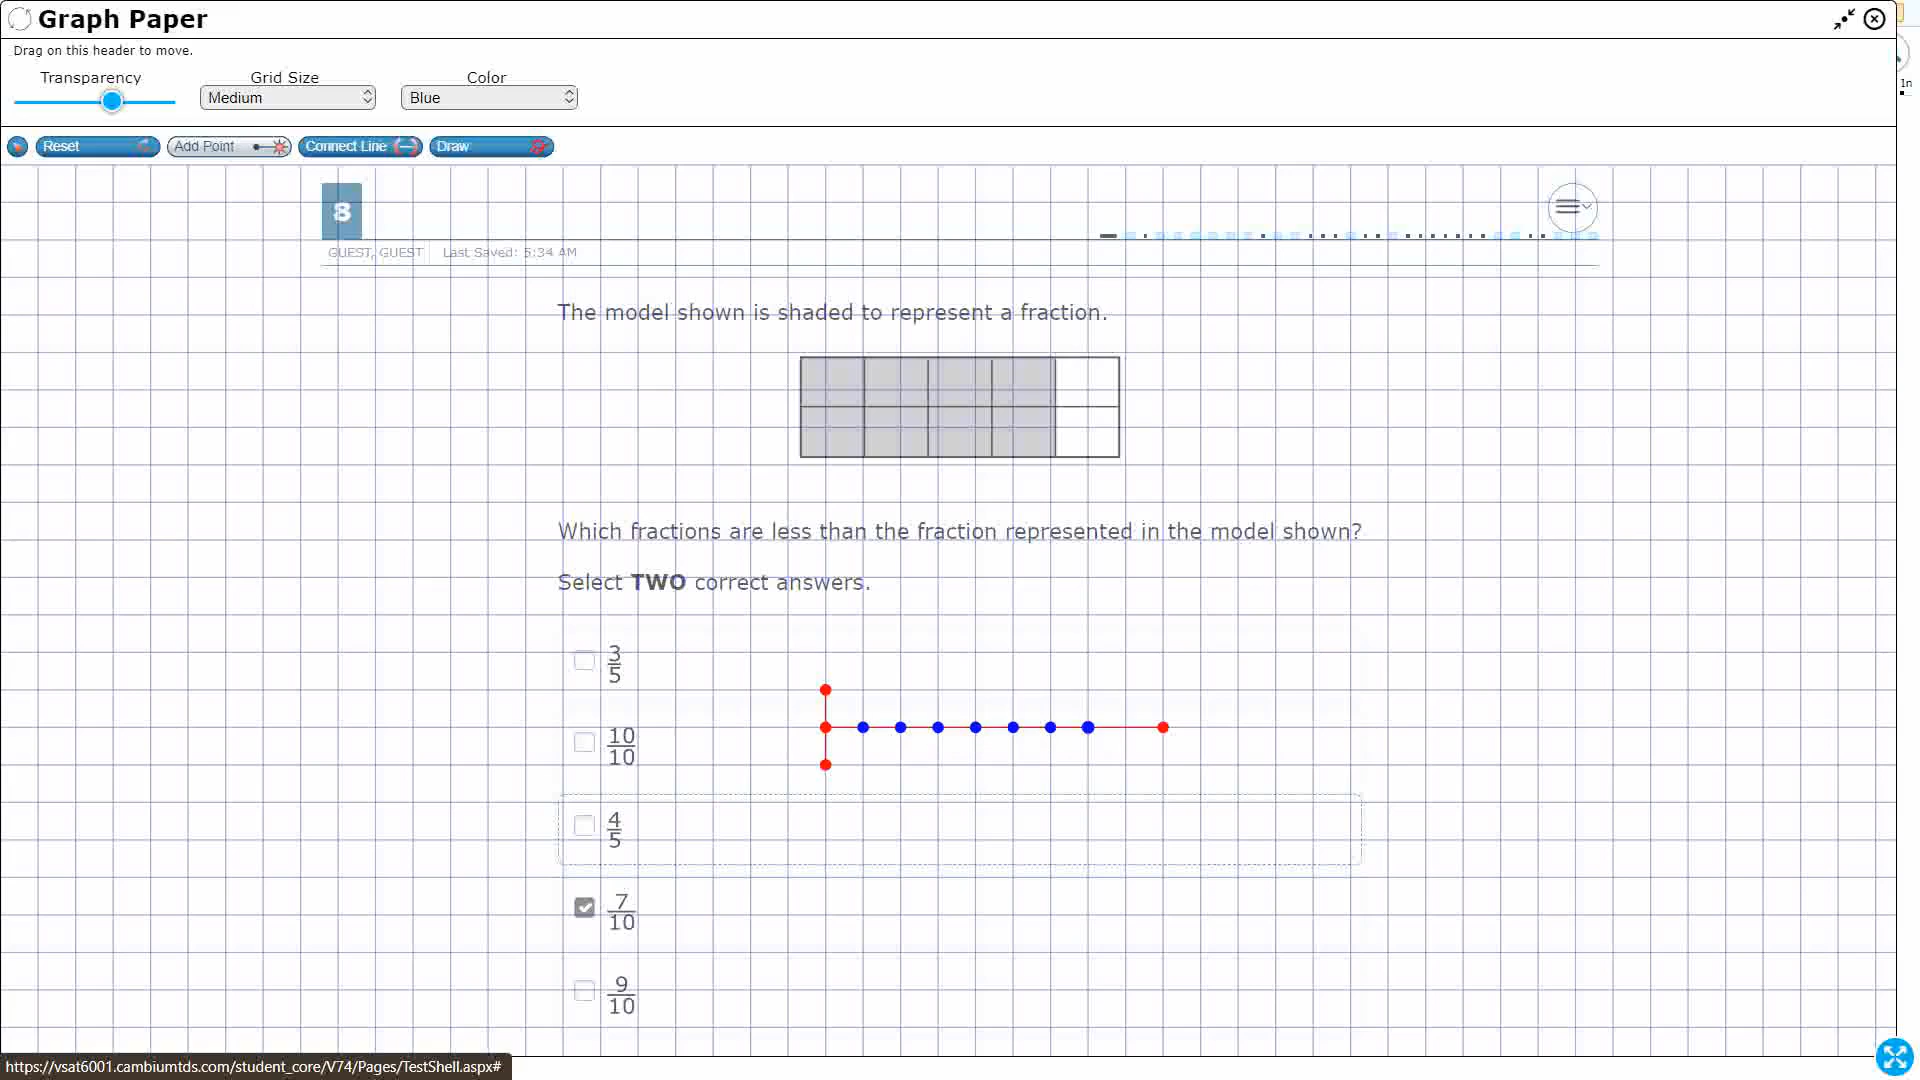 Graph Paper
Drag on this header to move.
Transparency
Grid Size
Color
Medium
Blue
Reset
Add Point
Connect Line
Draw
1n
8
GUEST, GUEST
Last Saved: 5:34 AM
The model shown is shaded to represent a fraction.
Which fractions are less than the fraction represented in the model shown?
Select TWO correct answers.
3
5
10
10
4
5
7
10
9
10
https://vsat6001.cambiumtds.com/student_core/V74/Pages/TestShell.aspx#